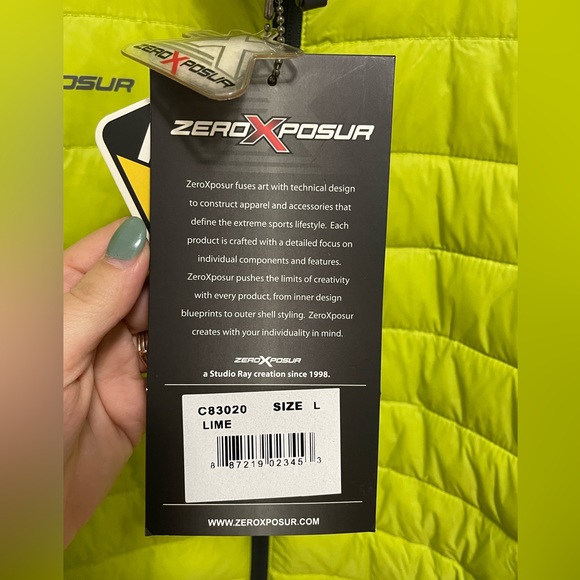 ZEROXPOSUR
OSUR
ZEROXPOSUR
ZeroXposur fuses art with technical design
to construct apparel and accessories that
define the extreme sports lifestyle. Each
product is crafted with a detailed focus on
individual components and features.
ZeroXposur pushes the limits of creativity
with every product, from inner design
blueprints to outer shell styling. ZeroXposur
creates with your individuality in mind.
ZEROXPOSUR
a Studio Ray creation since 1998.
C83020 SIZE L
LIME
8 87219 02345 3
WWW.ZEROXPOSUR.COM